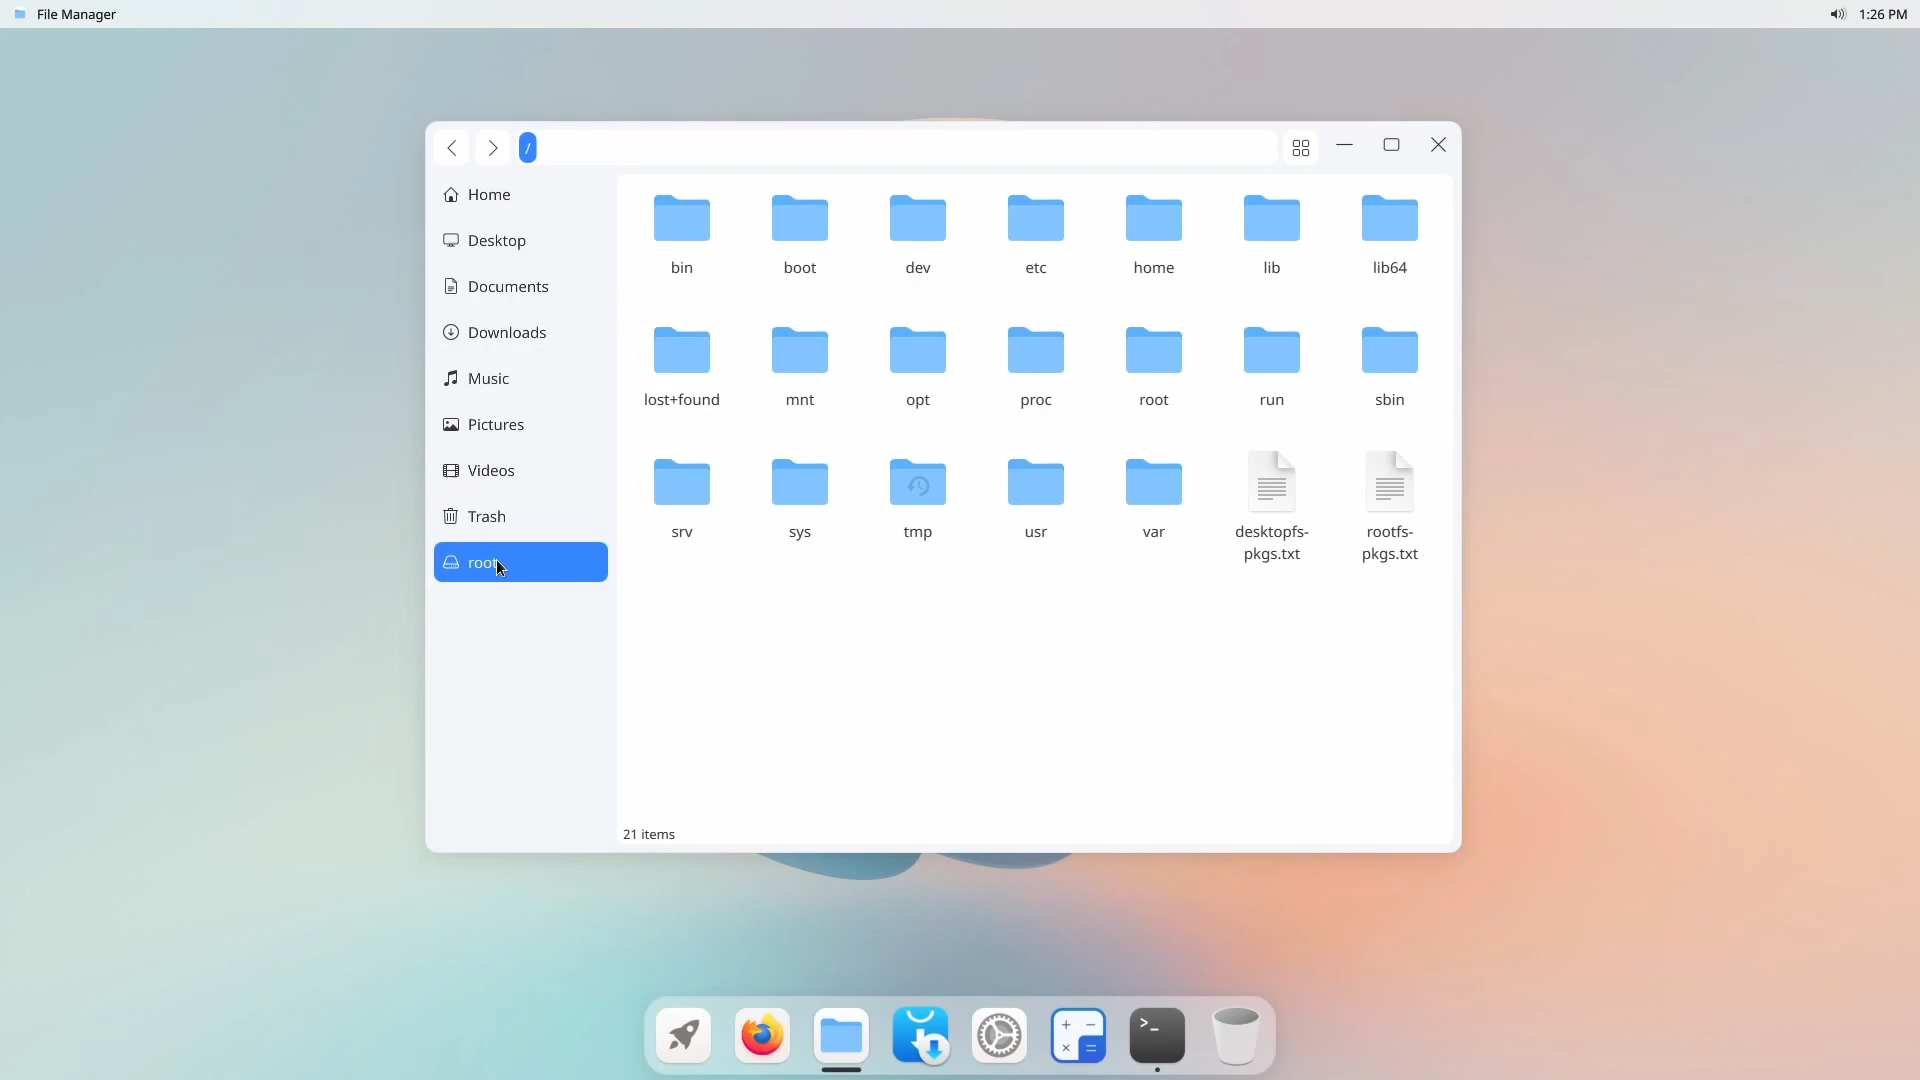 File Manager
1:26 PM
/
Home
Desktop
Documents
Downloads
Music
Pictures
Videos
Trash
root
bin
boot
dev
etc
home
lib
lib64
lost+found
mnt
opt
proc
root
run
sbin
srv
sys
tmp
usr
var
desktopfs-
pkgs.txt
rootfs-
pkgs.txt
21 items
>_